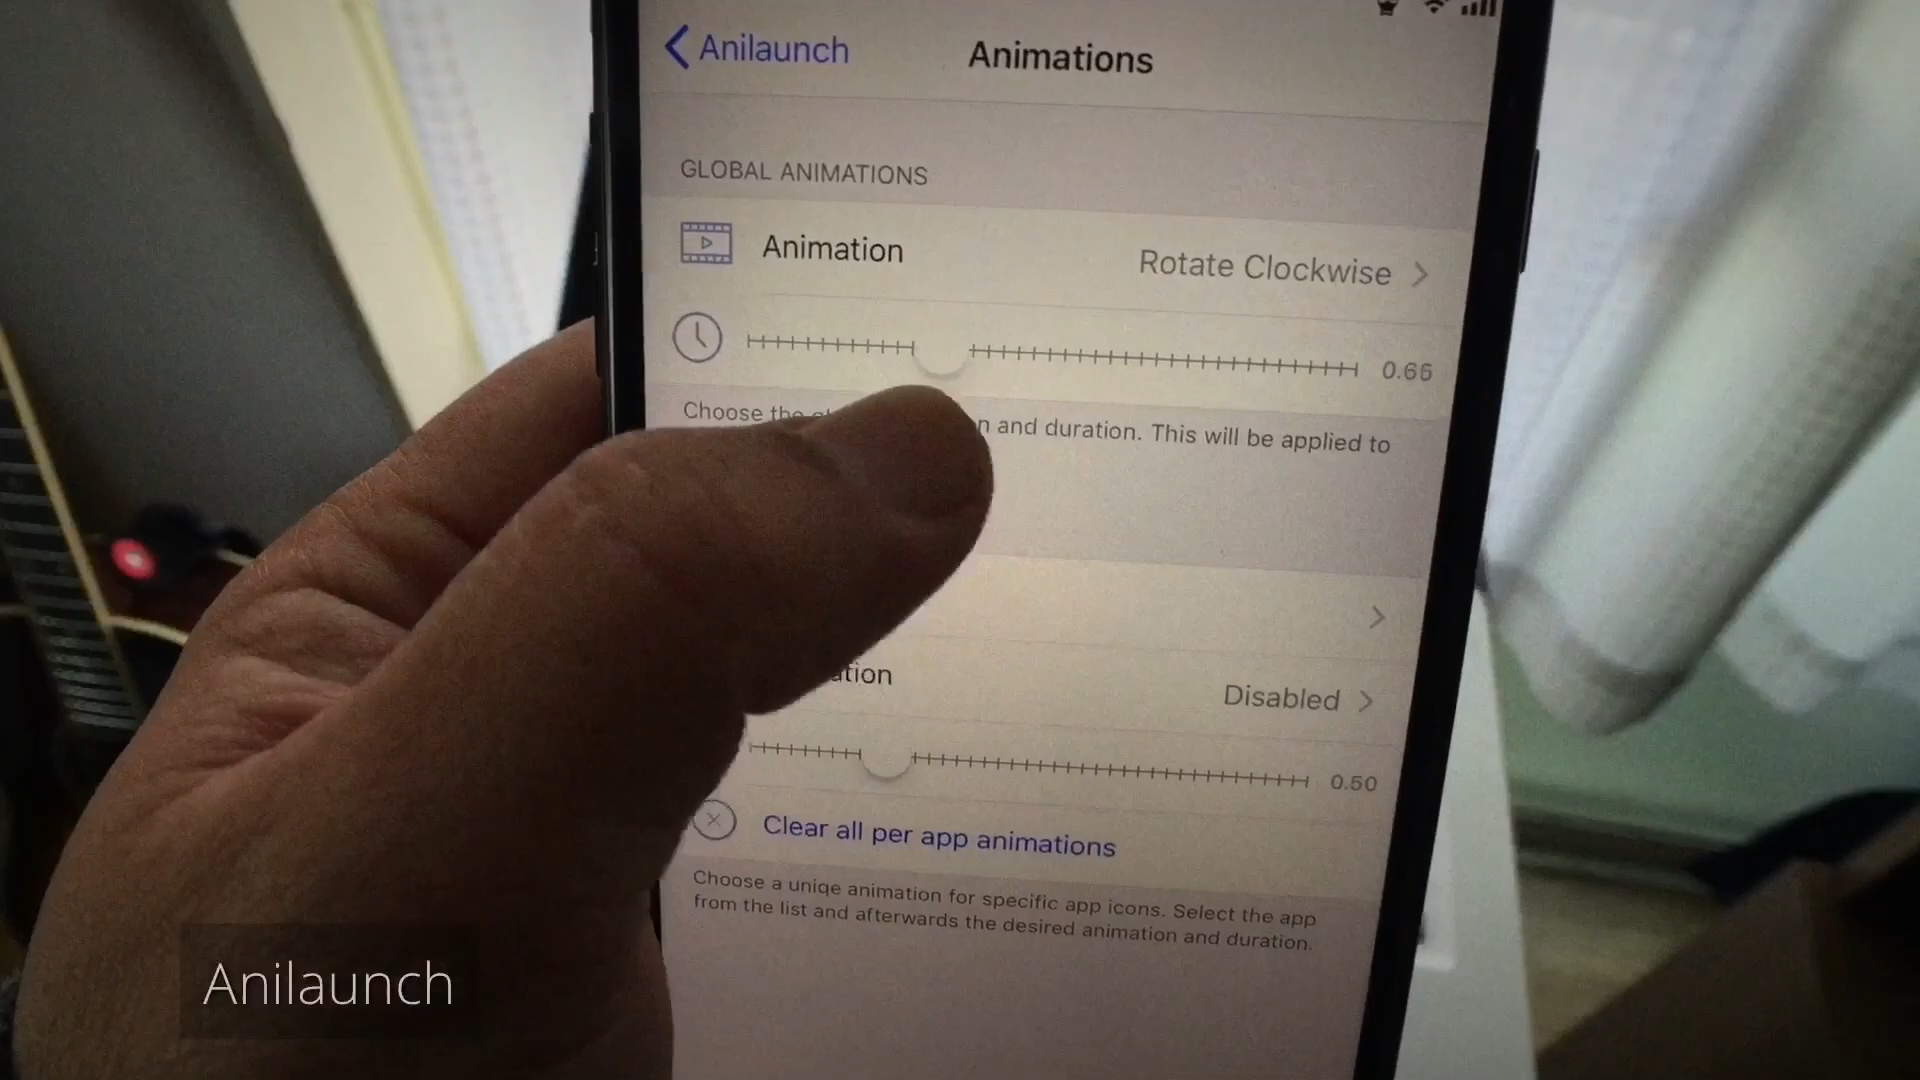 Anilaunch
Animations
GLOBAL ANIMATIONS
Animation
Rotate Clockwise
0.66
Choose the
and duration. This will be applied to
Disabled
0.50
Clear all per app animations
Choose a uniqe animation for specific app icons. Select the app
from the list and afterwards the desired animation and duration.
Anilaunch